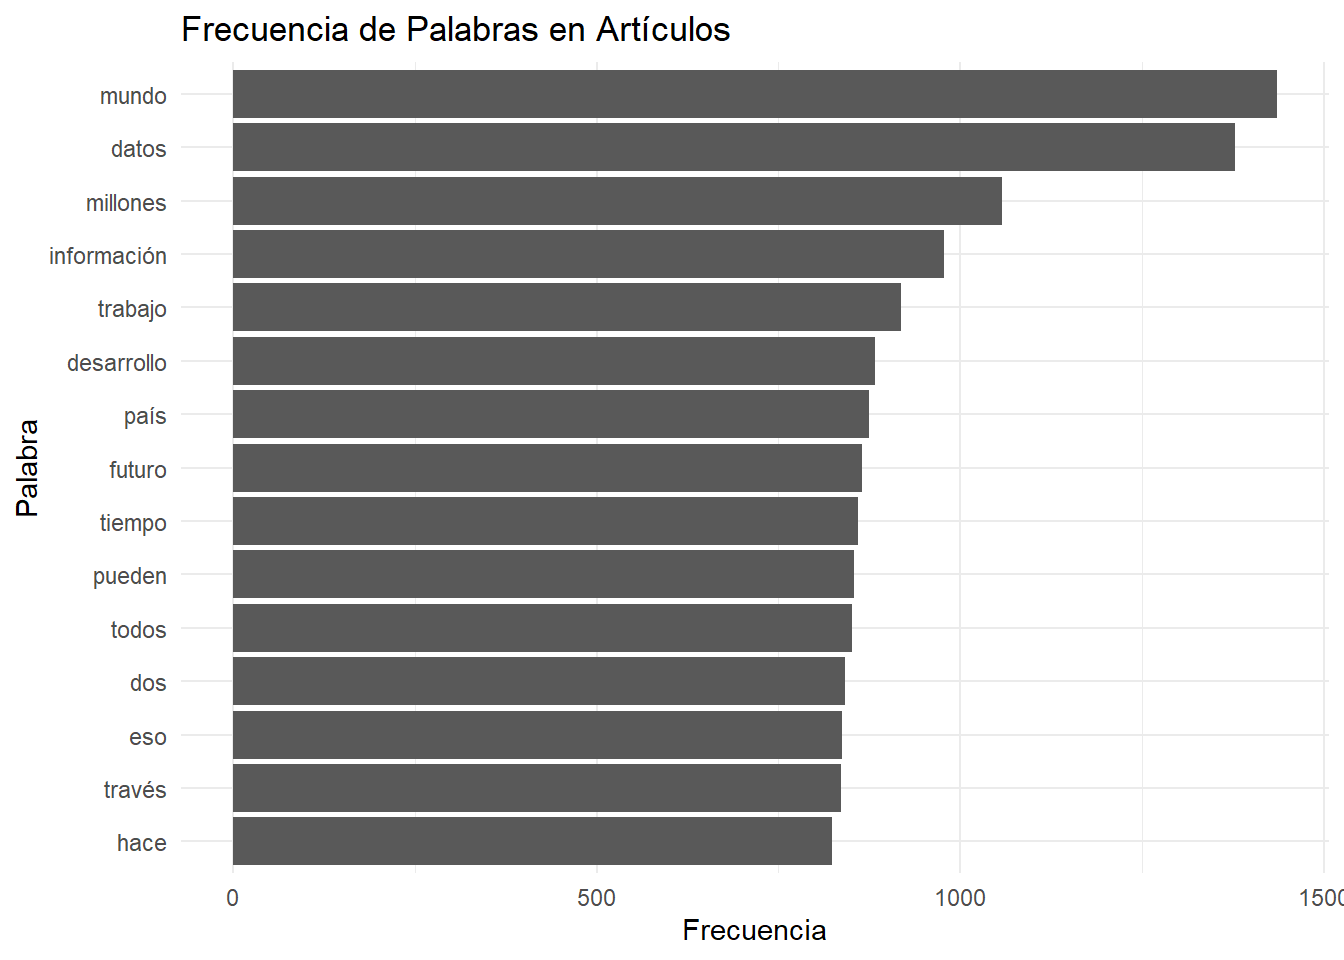 Frecuencia de Palabras en Artículos
mundo
datos
millones
información
trabajo
desarrollo
país
futuro
tiempo
pueden
todos
dos
eso
través
hace
Palabra
0 500 1000 1500
Frecuencia